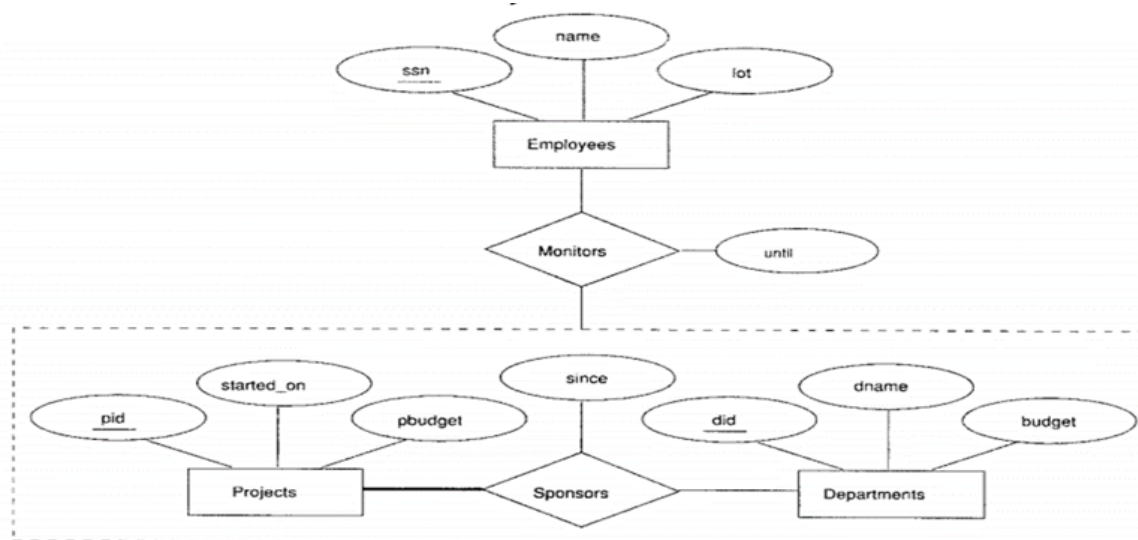 name
ssn
lot
Employees
Monitors
until
since
started_on
dname
pid
pbudget
did
budget
Projects
Sponsors
Departments